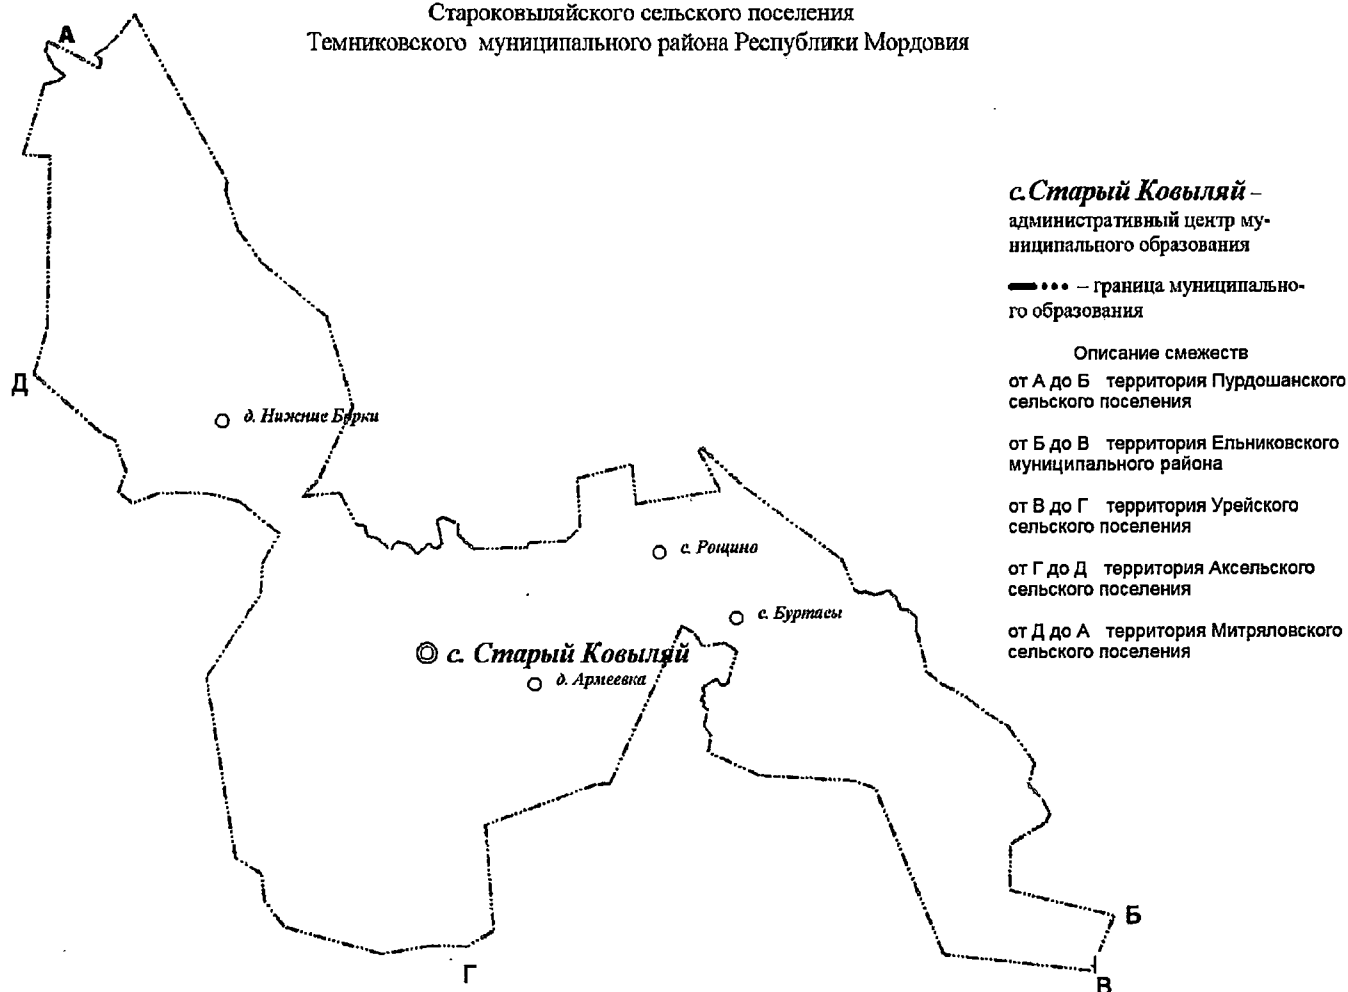 Староковыляйского сельского поселения
Темниковского муниципального района Республики Мордовия
А
с. Старый Ковыляй –
административный центр му-
ниципального образования
– граница муниципально-
го образования
Описание смежеств
от А до Б территория Пурдошанского
сельского поселения
от Б до В территория Ельниковского
муниципального района
от В до Г территория Урейского
сельского поселения
от Г до Д территория Аксельского
сельского поселения
от Д до А территория Митряловского
сельского поселения
Д
д. Нижние Борки
с. Рощино
с. Буртасы
с. Старый Ковыляй
д. Армеевка
Б
Г
В